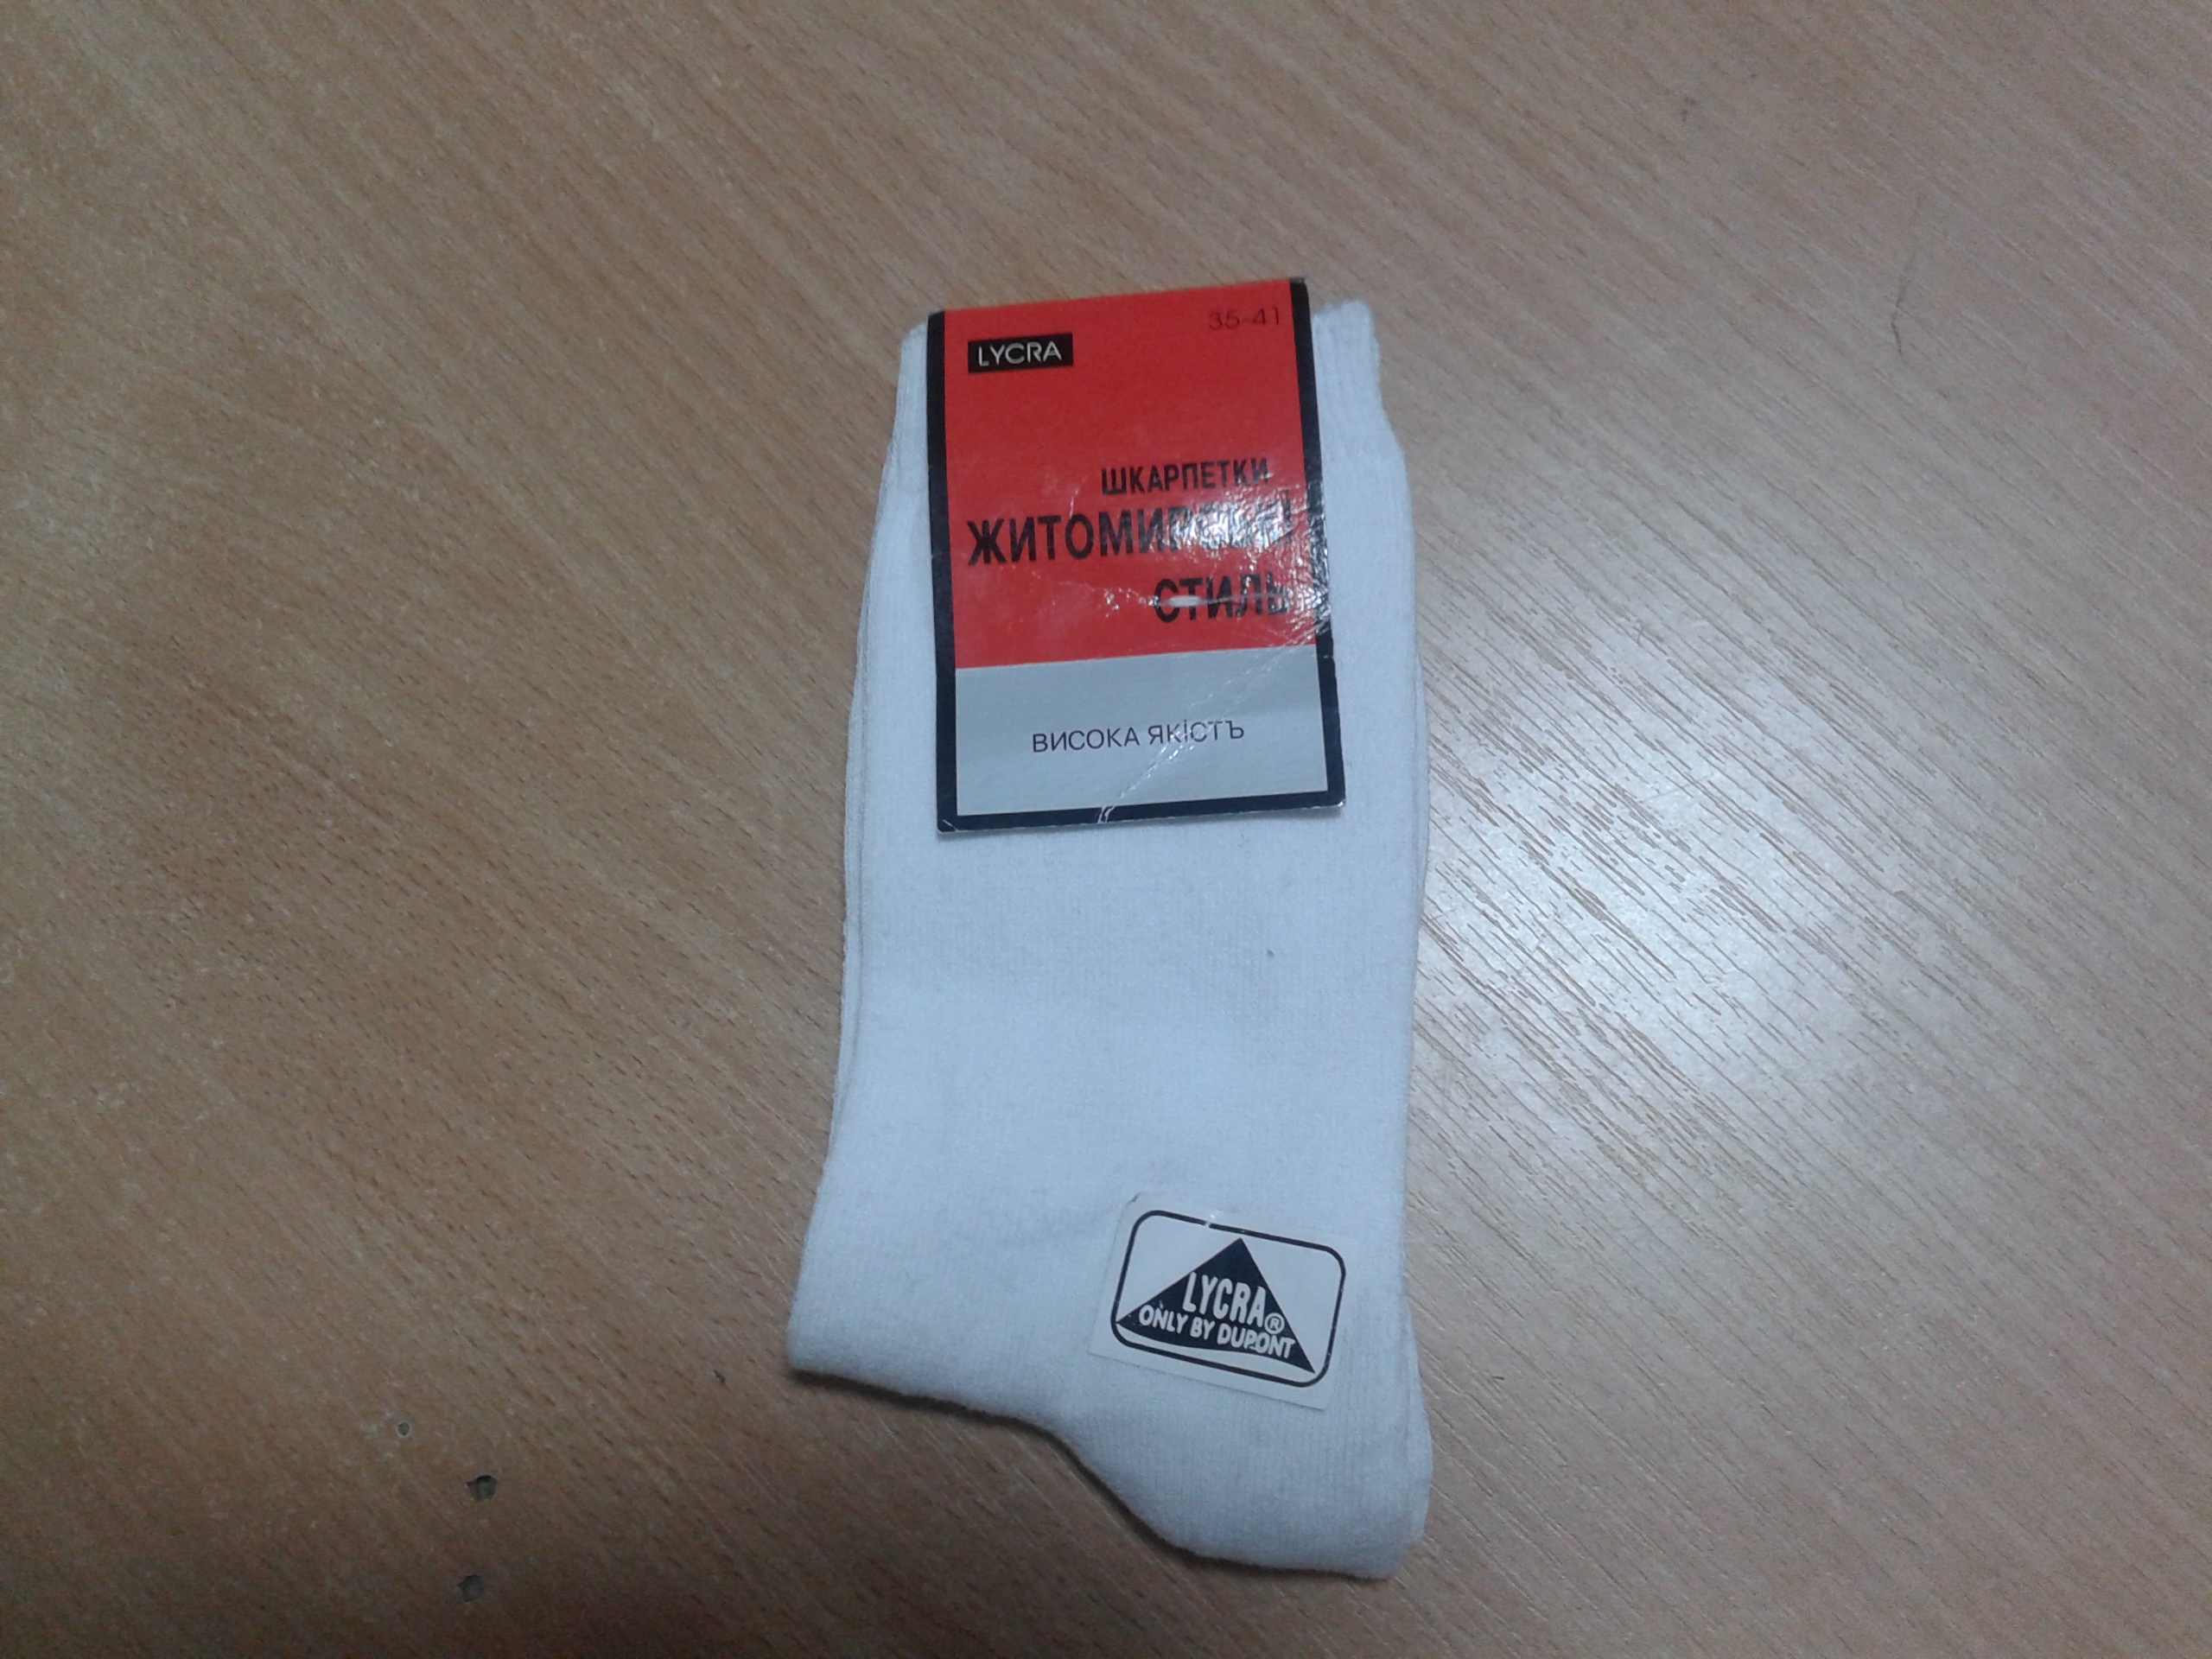 35-41
LYCRA
ШКАРПЕТКИ
СТИЛЬ
ВИСОКА ЯКІСТЪ
LYCRA®
ONLY BY DUPONT